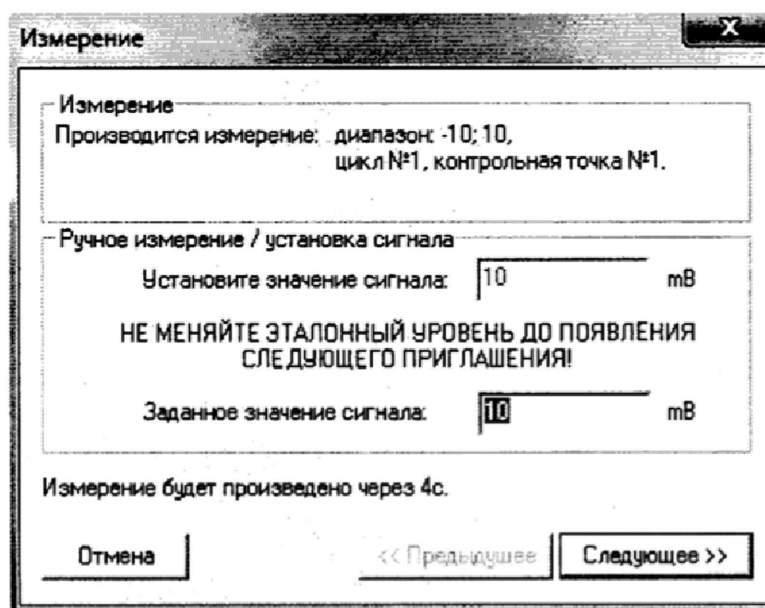 Измерение
X
Измерение
Производится измерение: диапазон: -10; 10,
цикл №1, контрольная точка №1.
Ручное измерение / установка сигнала
Установите значение сигнала: 10 mB
НЕ МЕНЯЙТЕ ЭТАЛОННЫЙ УРОВЕНЬ ДО ПОЯВЛЕНИЯ
СЛЕДУЮЩЕГО ПРИГЛАШЕНИЯ!
Заданное значение сигнала: 10 mB
Измерение будет произведено через 4с.
Отмена << Предыдущее Следующее >>